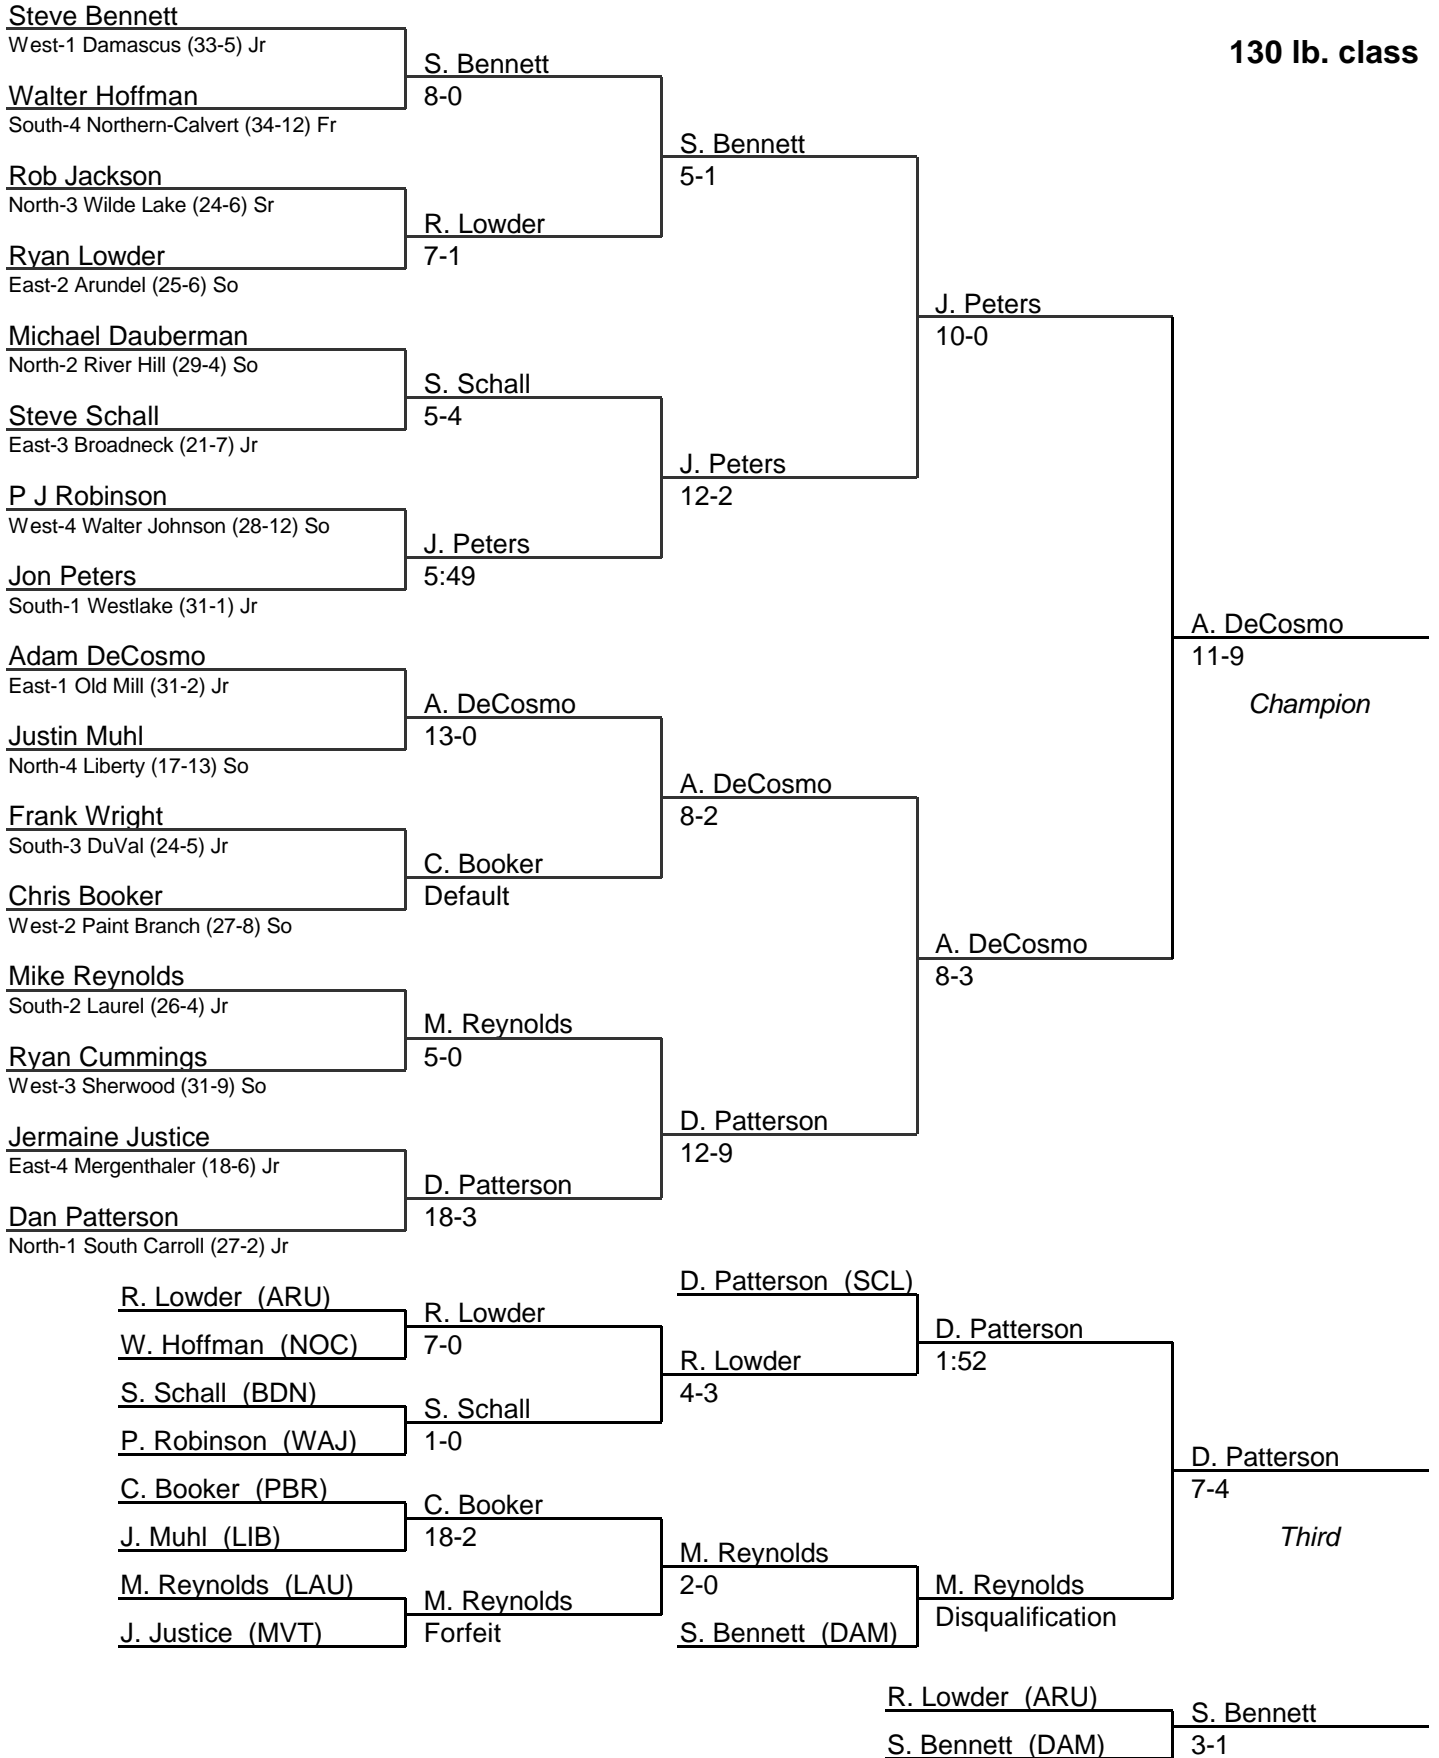 Steve Bennett
West-1 Damascus (33-5) Jr
130 lb. class
S. Bennett
8-0
Walter Hoffman
South-4 Northern-Calvert (34-12) Fr
S. Bennett
5-1
Rob Jackson
North-3 Wilde Lake (24-6) Sr
R. Lowder
7-1
Ryan Lowder
East-2 Arundel (25-6) So
J. Peters
10-0
Michael Dauberman
North-2 River Hill (29-4) So
S. Schall
5-4
Steve Schall
East-3 Broadneck (21-7) Jr
J. Peters
12-2
P J Robinson
West-4 Walter Johnson (28-12) So
J. Peters
5:49
Jon Peters
South-1 Westlake (31-1) Jr
A. DeCosmo
11-9
Champion
Adam DeCosmo
East-1 Old Mill (31-2) Jr
A. DeCosmo
13-0
Justin Muhl
North-4 Liberty (17-13) So
A. DeCosmo
8-2
Frank Wright
South-3 DuVal (24-5) Jr
C. Booker
Default
Chris Booker
West-2 Paint Branch (27-8) So
A. DeCosmo
8-3
Mike Reynolds
South-2 Laurel (26-4) Jr
M. Reynolds
5-0
Ryan Cummings
West-3 Sherwood (31-9) So
D. Patterson
12-9
Jermaine Justice
East-4 Mergenthaler (18-6) Jr
D. Patterson
18-3
Dan Patterson
North-1 South Carroll (27-2) Jr
D. Patterson (SCL)
R. Lowder (ARU)
R. Lowder
7-0
W. Hoffman (NOC)
D. Patterson
1:52
R. Lowder
4-3
S. Schall (BDN)
S. Schall
1-0
P. Robinson (WAJ)
D. Patterson
7-4
Third
C. Booker (PBR)
C. Booker
18-2
J. Muhl (LIB)
M. Reynolds
2-0
M. Reynolds (LAU)
M. Reynolds
Forfeit
J. Justice (MVT)
M. Reynolds
Disqualification
S. Bennett (DAM)
R. Lowder (ARU)
S. Bennett
3-1
S. Bennett (DAM)